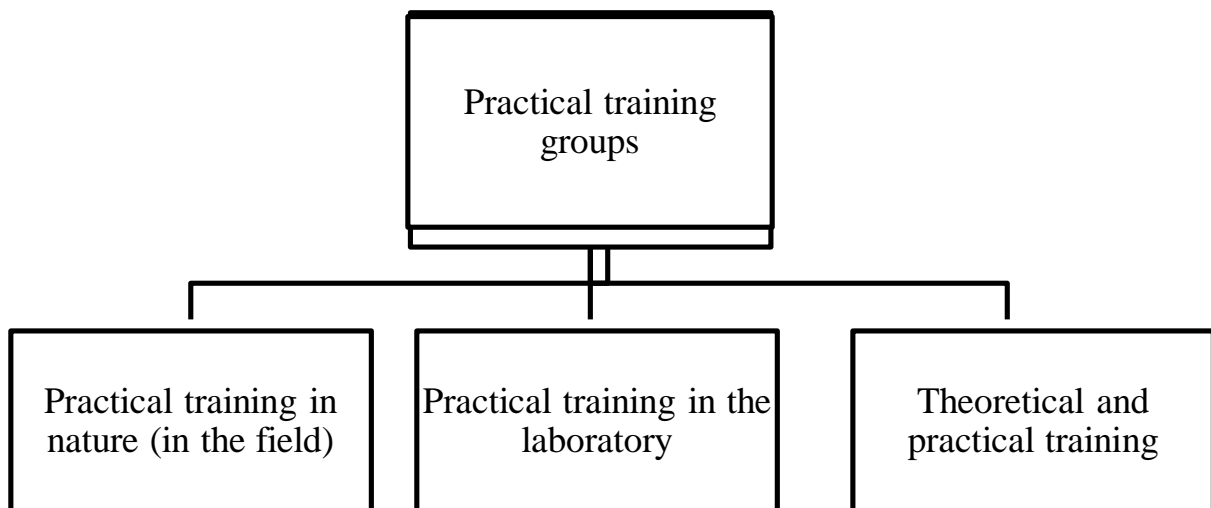 Practical training
groups
Practical training in
nature (in the field)
Practical training in the
laboratory
Theoretical and
practical training